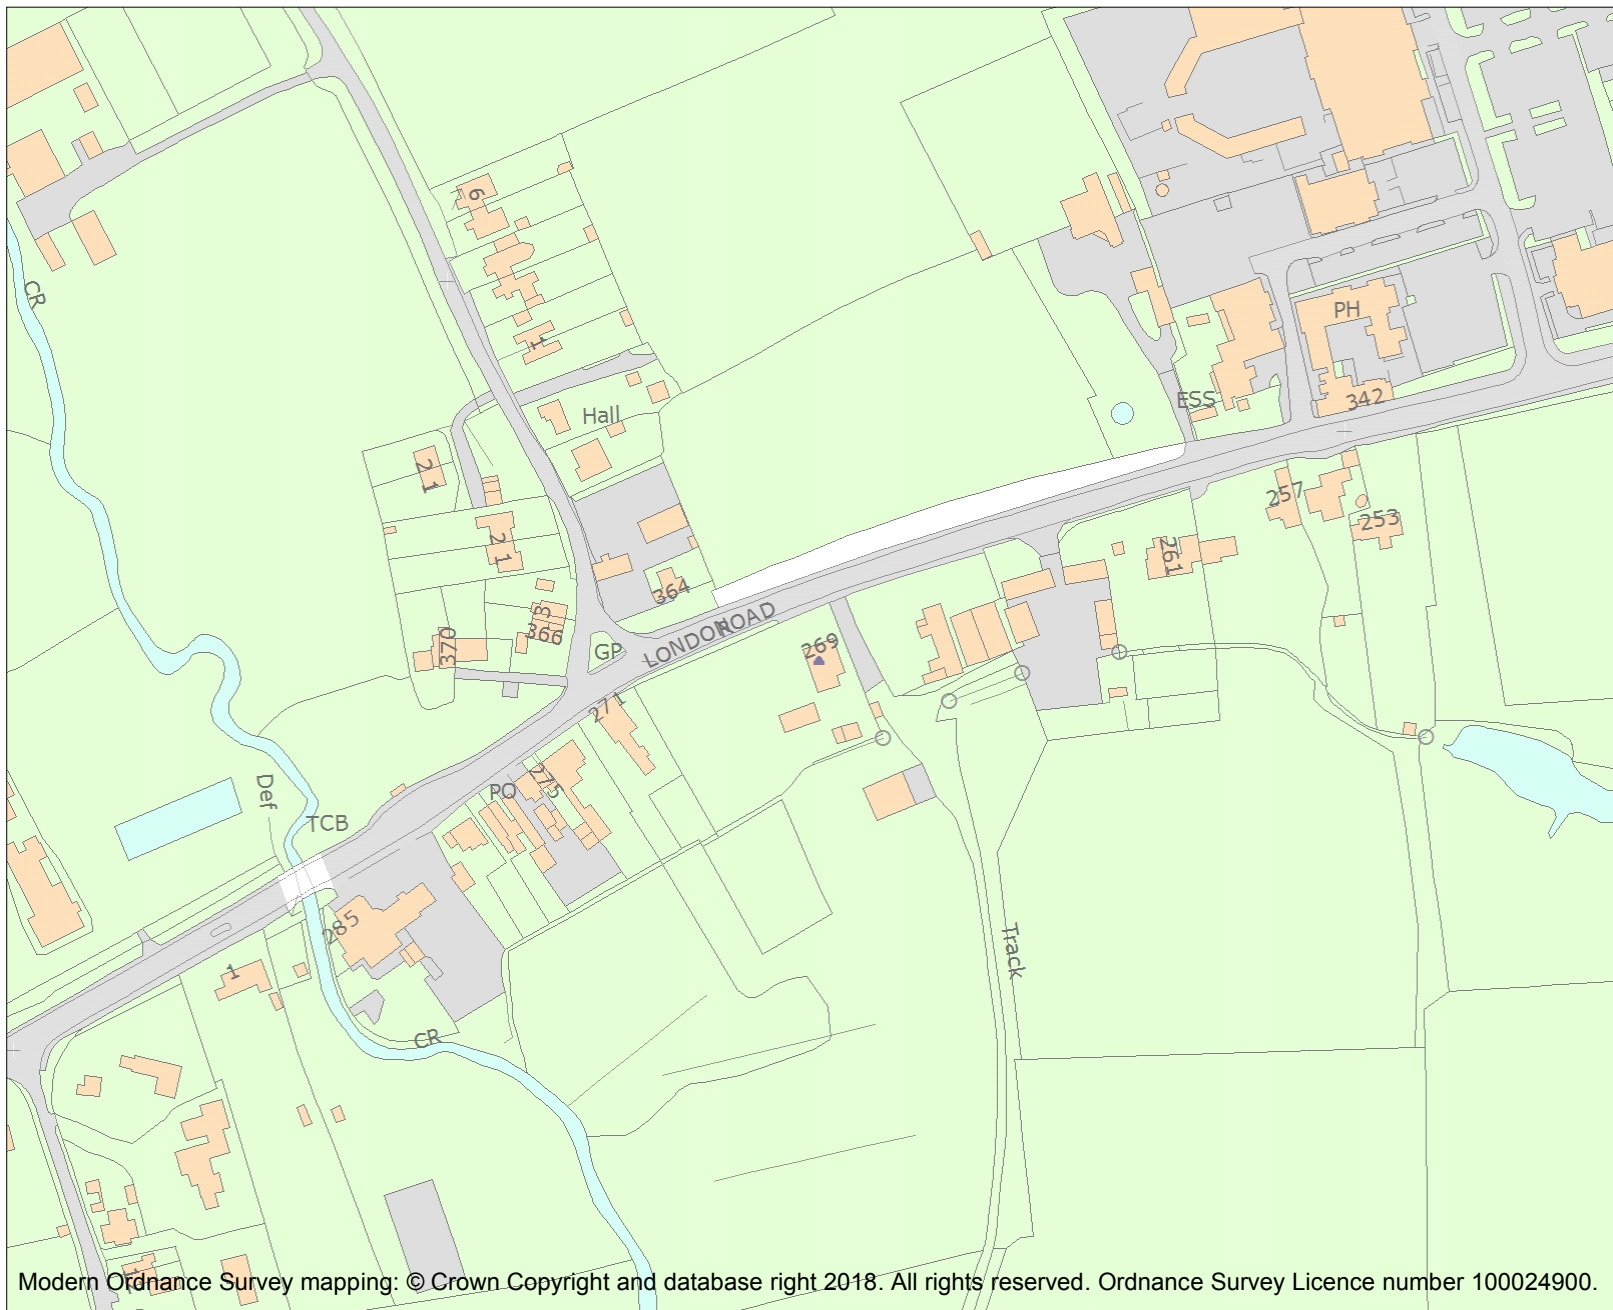 6
CR
PH
1
342
ESS
Hall
21
257
253
21
261
364
3
366
370
GP
LONDON ROAD
269
271
275
PO
Def
TCB
285
Track
1
CR
Modern Ordnance Survey mapping: © Crown Copyright and database right 2018. All rights reserved. Ordnance Survey Licence number 100024900.